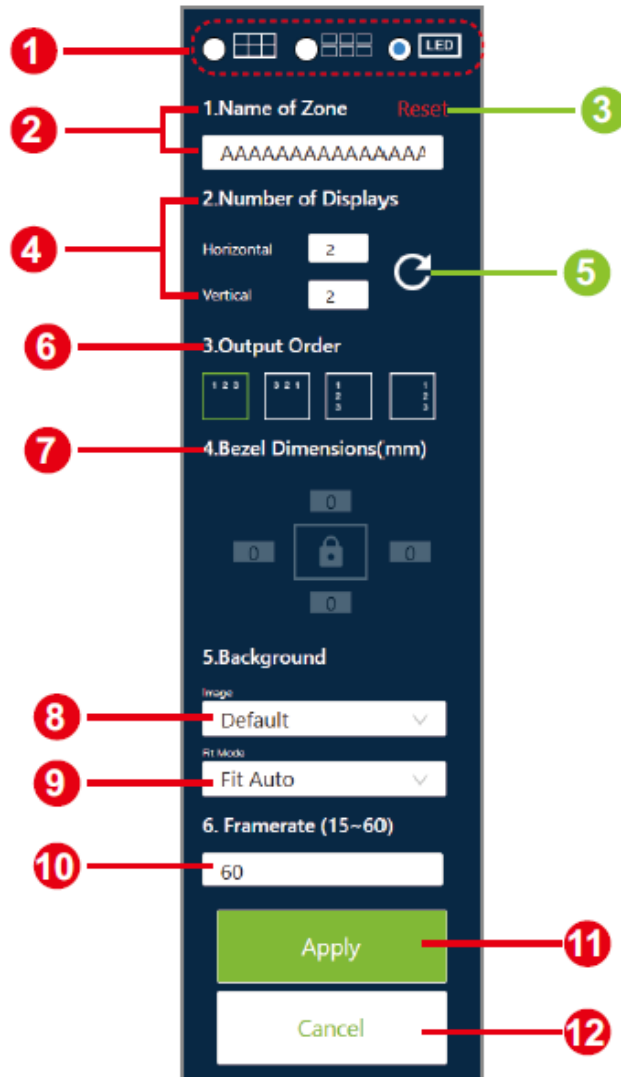 1
LED
2
1.Name of Zone
Reset
3
AAAAAAAAAAAAAAA
4
2.Number of Displays
Horizontal
2
5
Vertical
2
6
3.Output Order
1 2 3
3 2 1
1
2
3
1
2
3
7
4.Bezel Dimensions(mm)
0
0
0
0
5.Background
Image
8
Default
Fit Mode
9
Fit Auto
6. Framerate (15~60)
10
60
Apply
11
Cancel
12